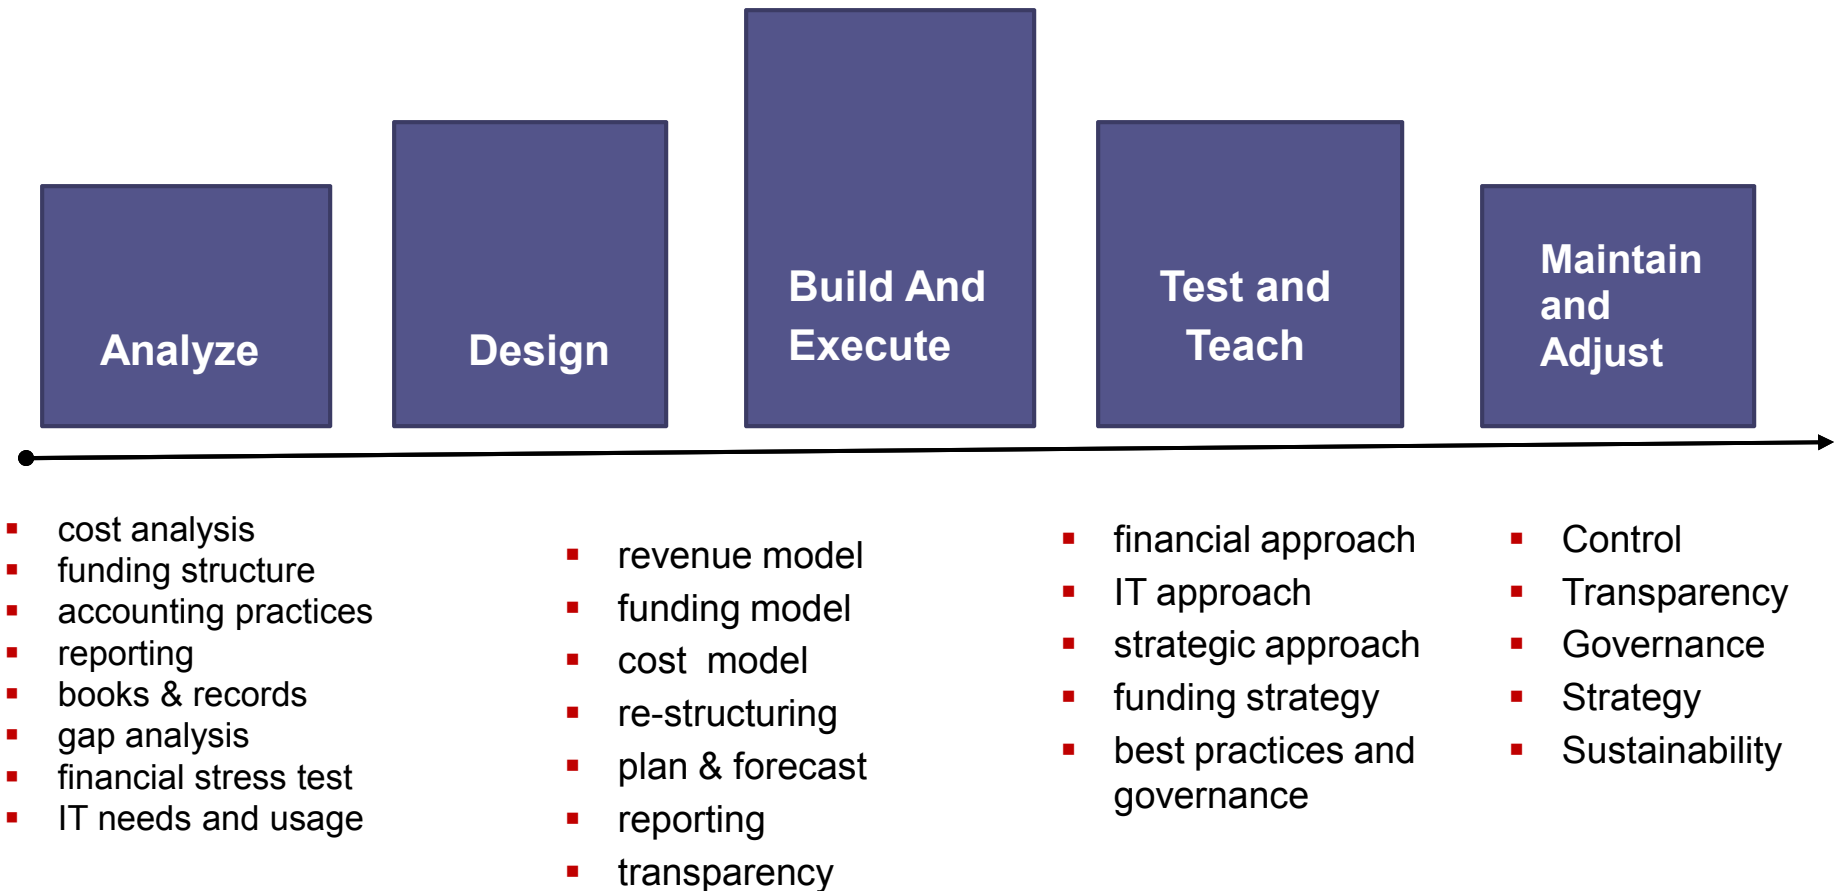 Analyze
Design
Build And
Execute
Test and
Teach
Maintain
and
Adjust
cost analysis
funding structure
accounting practices
reporting
books & records
gap analysis
financial stress test
IT needs and usage
revenue model
funding model
cost  model
re-structuring
plan & forecast
reporting
transparency
financial approach
IT approach
strategic approach
funding strategy
best practices and
governance
Control
Transparency
Governance
Strategy
Sustainability